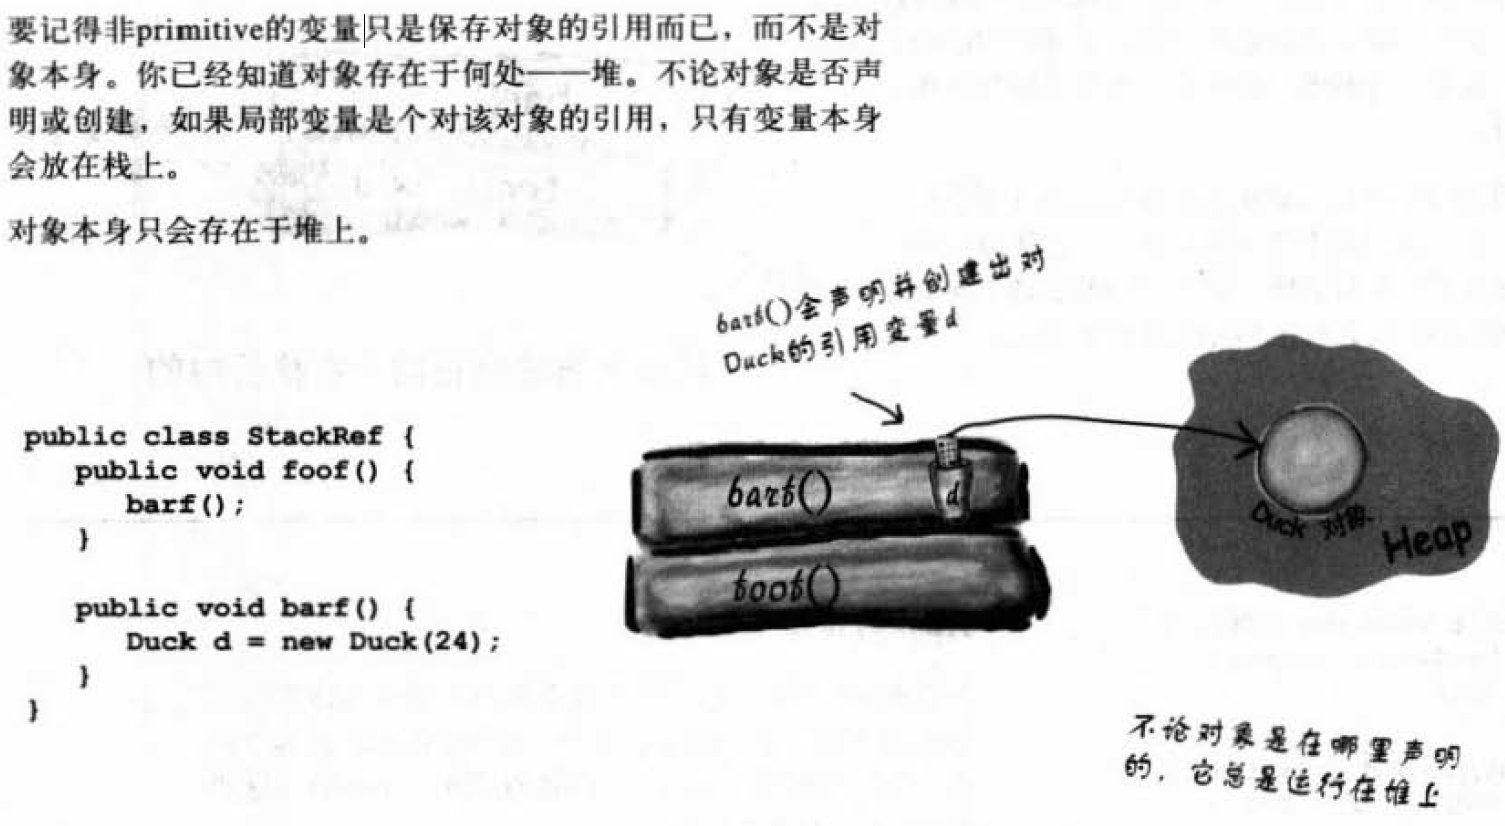 要记得非primitive的变量只是保存对象的引用而已，而不是对
象本身。你已经知道对象存在于何处——堆。不论对象是否声
明或创建，如果局部变量是个对该对象的引用，只有变量本身
会放在栈上。
对象本身只会存在于堆上。
barf()会声明并创建出对
Duck的引用变量d
public class StackRef {
public void foof() {
barf();
}
public void barf() {
Duck d = new Duck(24);
}
}
barf()
d
foof()
Duck 对象
Heap
不论对象是在哪里声明
的，它总是运行在堆上